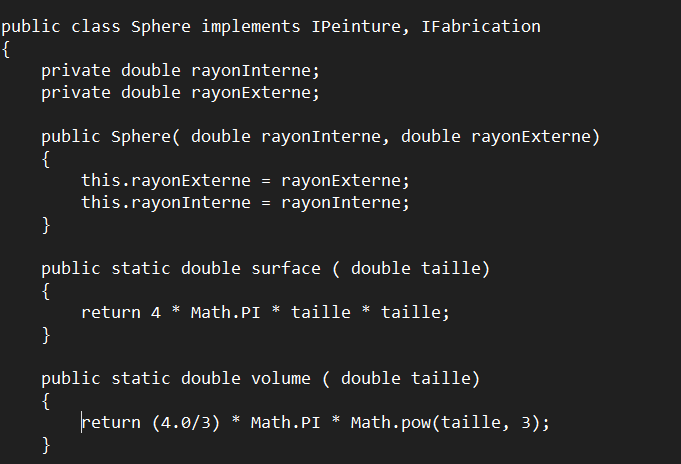 public class Sphere implements IPeinture, IFabrication
{
    private double rayonInterne;
    private double rayonExterne;

    public Sphere( double rayonInterne, double rayonExterne)
    {
        this.rayonExterne = rayonExterne;
        this.rayonInterne = rayonInterne;
    }

    public static double surface ( double taille)
    {
        return 4 * Math.PI * taille * taille;
    }

    public static double volume ( double taille)
    {
        return (4.0/3) * Math.PI * Math.pow(taille, 3);
    }